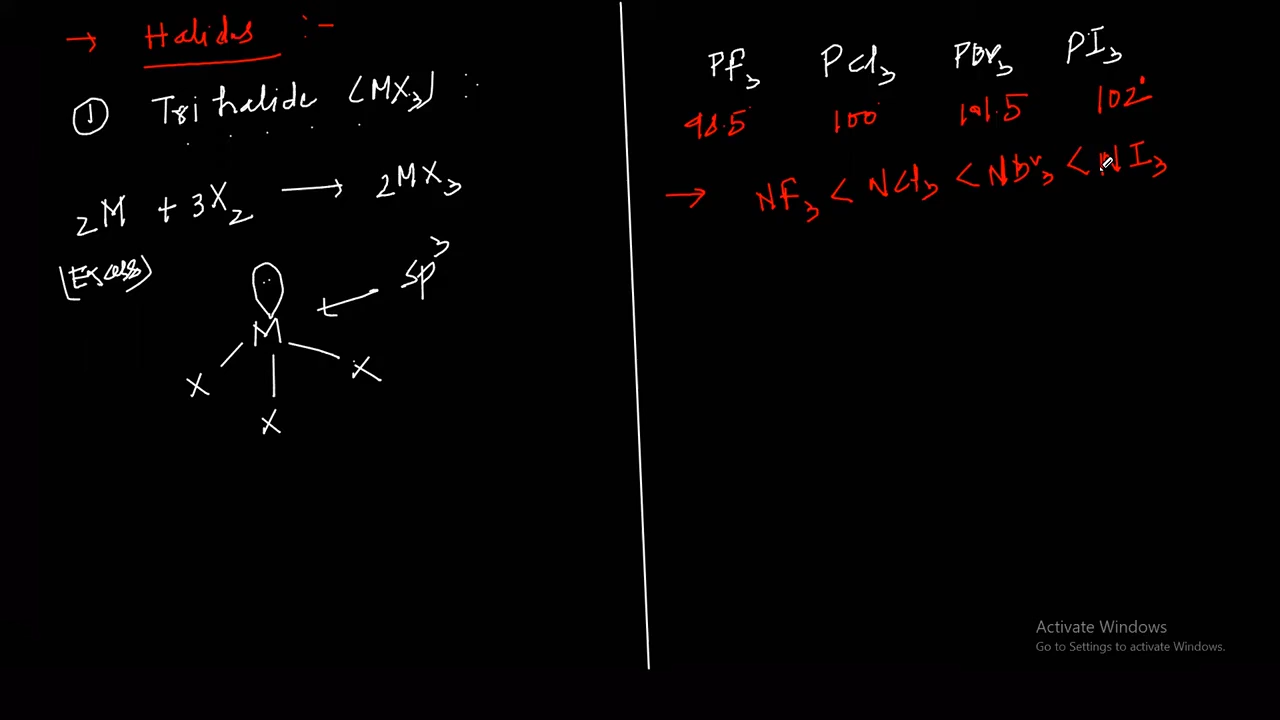 → Halides :-
① Trihalide (MX₃) :
2M + 3X₂ → 2MX₃
(Excess)
sp³
M
X X
X
PF₃ PCl₃ PBr₃ PI₃
98.5° 100° 101.5 102°
→ NF₃ < NCl₃ < NBr₃ < NI₃
Activate Windows
Go to Settings to activate Windows.